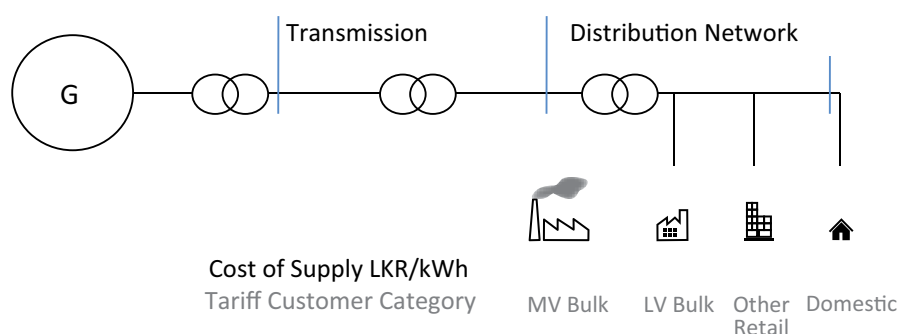 Transmission
Distribution Network
G
Cost of Supply LKR/kWh
Tariff Customer Category
MV Bulk
LV Bulk
Other
Retail
Domestic